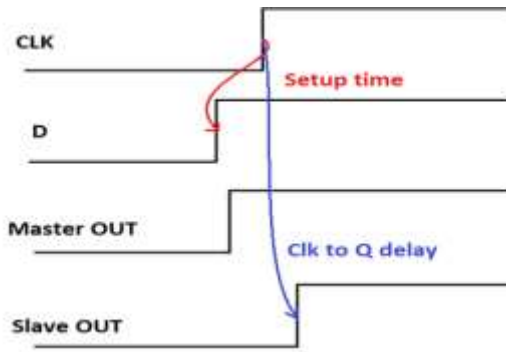 CLK
Setup time
D
Master OUT
Clk to Q delay
Slave OUT